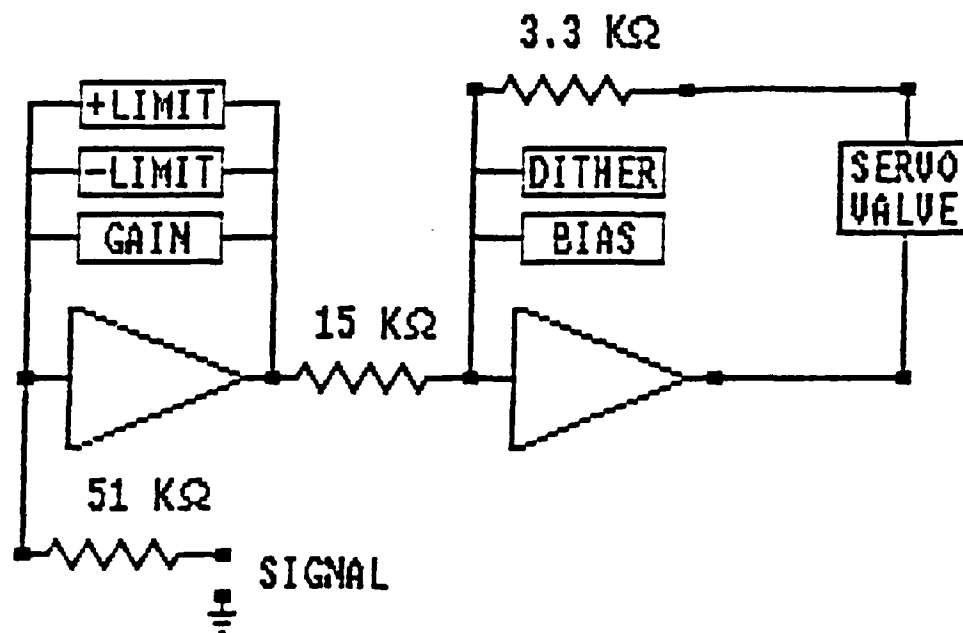 3.3 KΩ
+LIMIT
-LIMIT
GAIN
DITHER
BIAS
SERVO
VALVE
15 KΩ
51 KΩ
SIGNAL